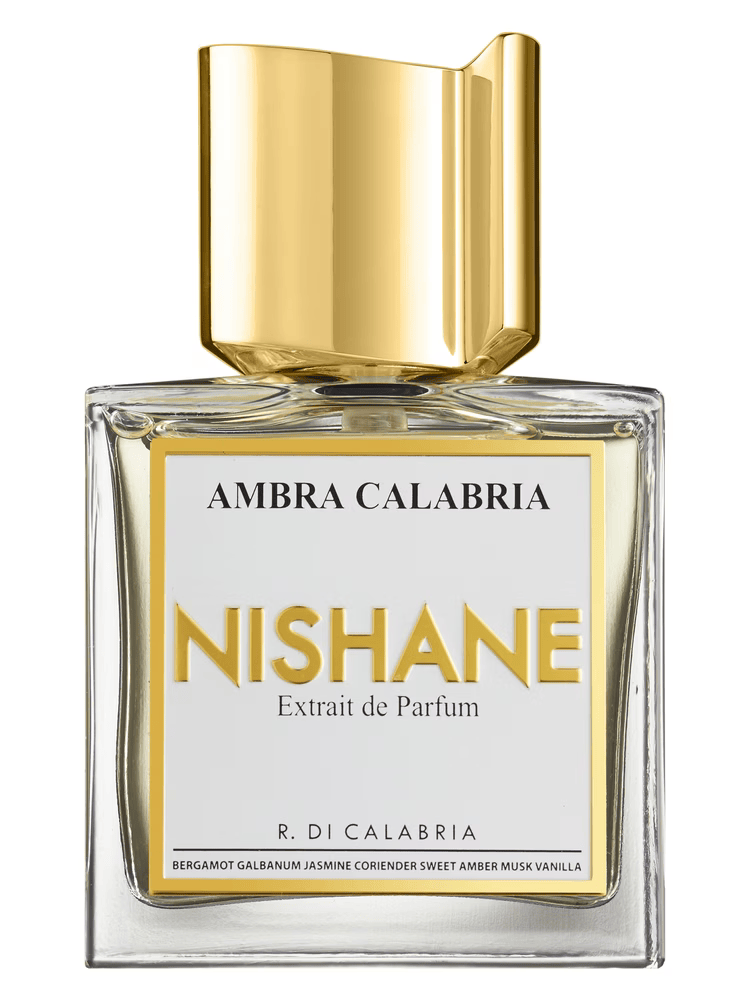 AMBRA CALABRIA
NISHANE
Extrait de Parfum
R. DI CALABRIA
BERGAMOT GALBANUM JASMINE CORIENDER SWEET AMBER MUSK VANILLA